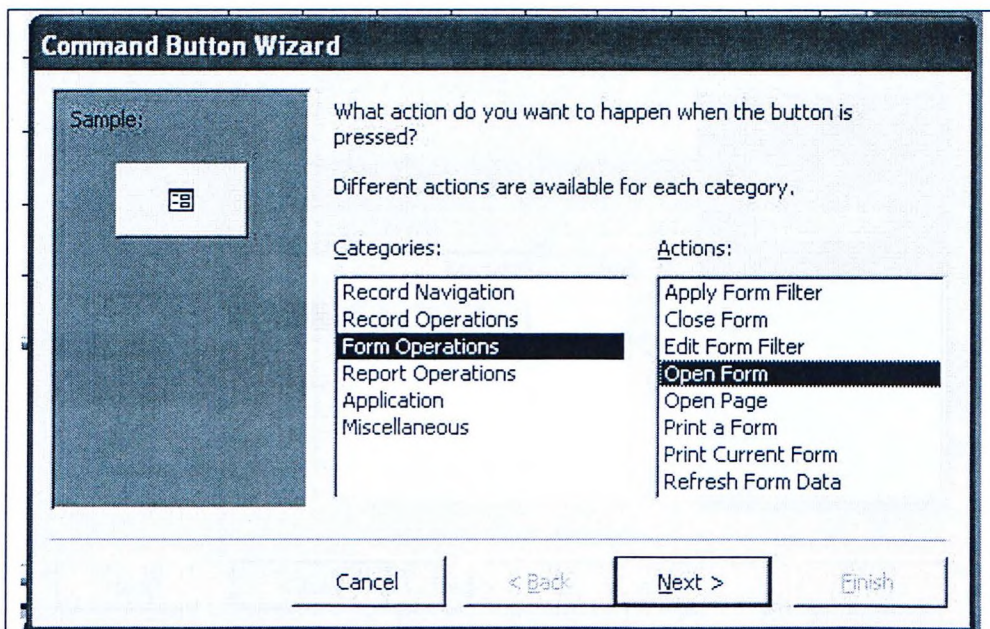 Command Button Wizard
Sample:
What action do you want to happen when the button is
pressed?
Different actions are available for each category.
Categories:
Record Navigation
Record Operations
Form Operations
Report Operations
Application
Miscellaneous
Actions:
Apply Form Filter
Close Form
Edit Form Filter
Open Form
Open Page
Print a Form
Print Current Form
Refresh Form Data
Cancel
< Back
Next >
Finish